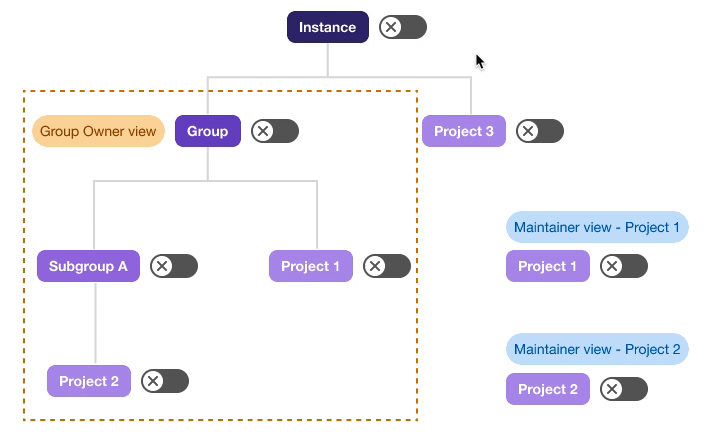 Instance
Group Owner view
Group
Project 3
Maintainer view - Project 1
Subgroup A
Project 1
Project 1
Maintainer view - Project 2
Project 2
Project 2